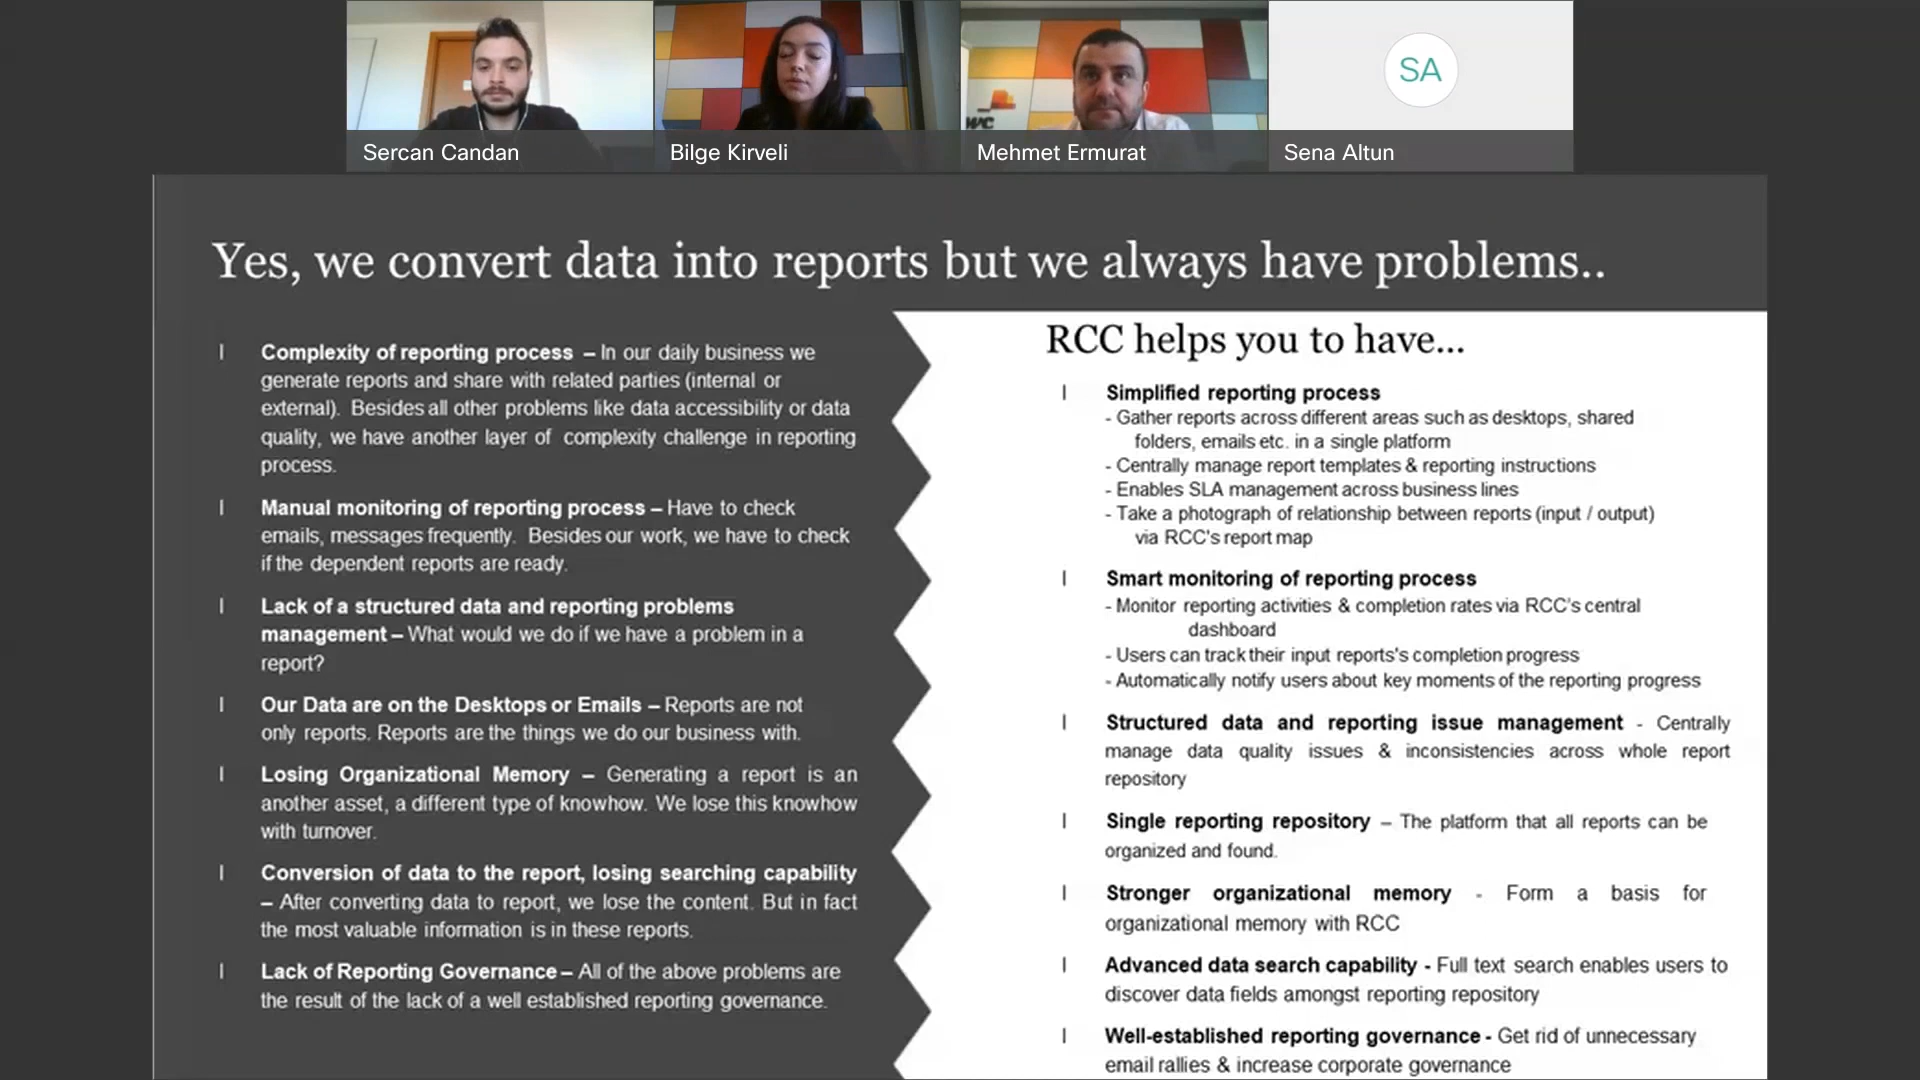 SA
wc
Sercan Candan
Bilge Kirveli
Mehmet Ermurat
Sena Altun
Yes, we convert data into reports but we always have problems..
Complexity of reporting process – In our daily business we
generate reports and share with related parties (internal or
external). Besides all other problems like data accessibility or data
quality, we have another layer of complexity challenge in reporting
process.
Manual monitoring of reporting process – Have to check
emails, messages frequently. Besides our work, we have to check
if the dependent reports are ready.
Lack of a structured data and reporting problems
management – What would we do if we have a problem in a
report?
Our Data are on the Desktops or Emails – Reports are not
only reports. Reports are the things we do our business with.
Losing Organizational Memory – Generating a report is an
another asset, a different type of knowhow. We lose this knowhow
with turnover.
Conversion of data to the report, losing searching capability
– After converting data to report, we lose the content. But in fact
the most valuable information is in these reports.
Lack of Reporting Governance – All of the above problems are
the result of the lack of a well established reporting governance.
RCC helps you to have...
Simplified reporting process
- Gather reports across different areas such as desktops, shared
folders, emails etc. in a single platform
- Centrally manage report templates & reporting instructions
- Enables SLA management across business lines
- Take a photograph of relationship between reports (input / output)
via RCC's report map
Smart monitoring of reporting process
- Monitor reporting activities & completion rates via RCC's central
dashboard
- Users can track their input reports's completion progress
- Automatically notify users about key moments of the reporting progress
Structured data and reporting issue management - Centrally
manage data quality issues & inconsistencies across whole report
repository
Single reporting repository – The platform that all reports can be
organized and found.
Stronger organizational memory - Form a basis for
organizational memory with RCC
Advanced data search capability - Full text search enables users to
discover data fields amongst reporting repository
Well-established reporting governance - Get rid of unnecessary
email rallies & increase corporate governance